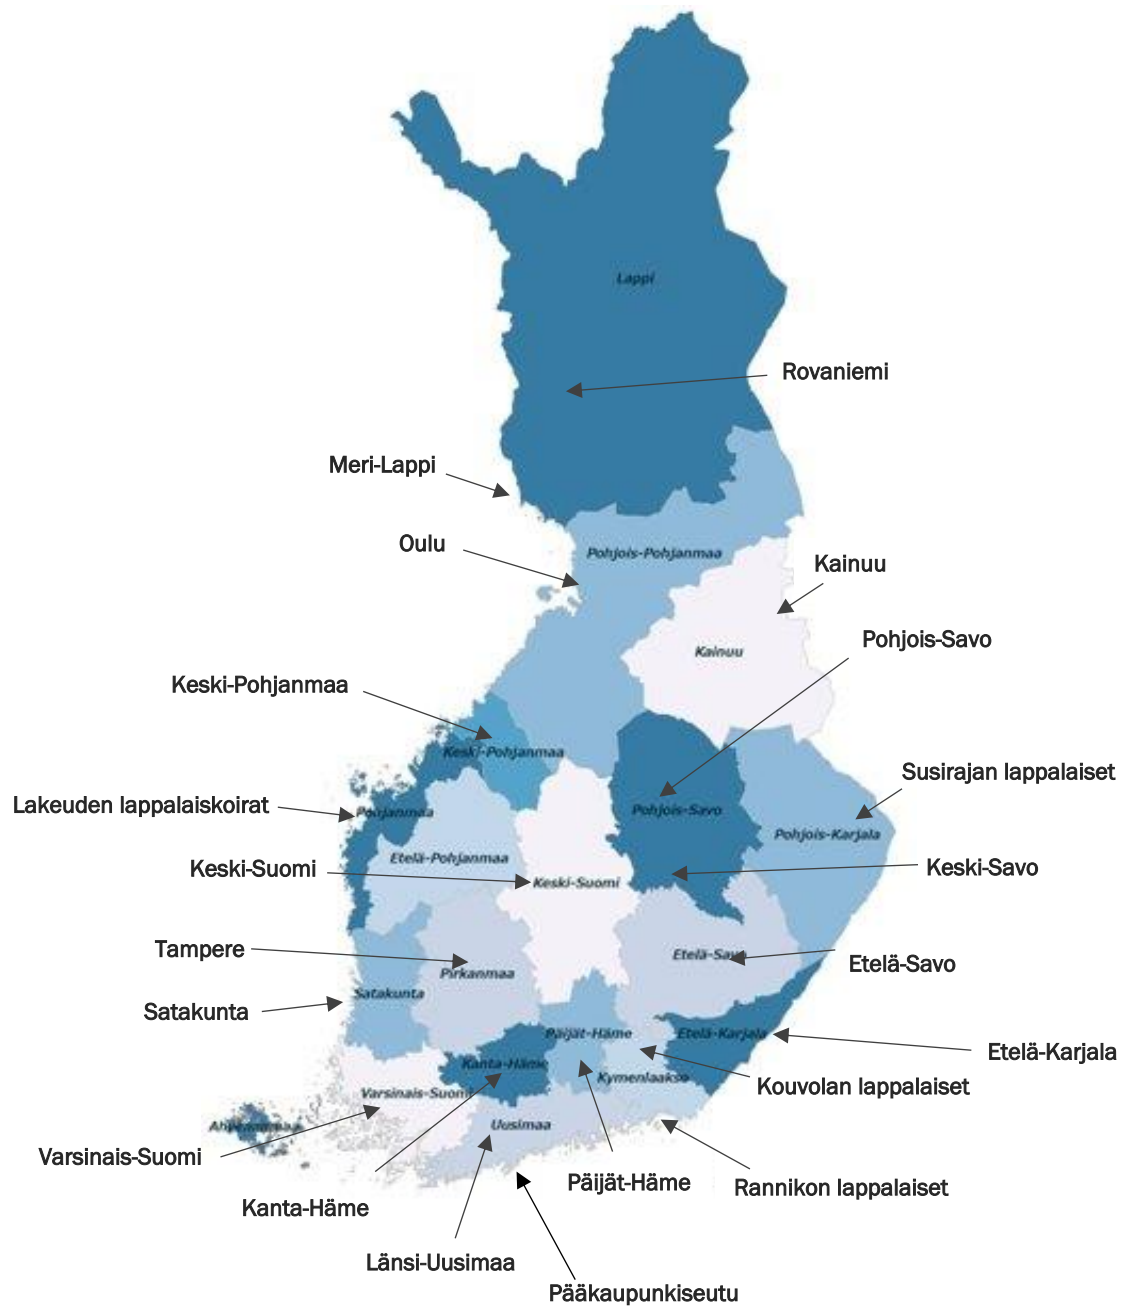 Lappi
Rovaniemi
Meri-Lappi
Oulu
Pohjois-Pohjanmaa
Kainuu
Pohjois-Savo
Kainuu
Keski-Pohjanmaa
Keski-Pohjanmaa
Susirajan lappalaiset
Lakeuden lappalaiskoirat
Pohjanmaa
Pohjois-Savo
Pohjois-Karjala
Etelä-Pohjanmaa
Keski-Suomi
Keski-Suomi
Keski-Savo
Tampere
Etelä-Savo
Etelä-Savo
Pirkanmaa
Satakunta
Satakunta
Päijät-Häme
Etelä-Karjala
Etelä-Karjala
Kanta-Häme
Kymenlaakso
Kouvolan lappalaiset
Varsinais-Suomi
Ahvenanmaa
Uusimaa
Varsinais-Suomi
Päijät-Häme
Rannikon lappalaiset
Kanta-Häme
Länsi-Uusimaa
Pääkaupunkiseutu